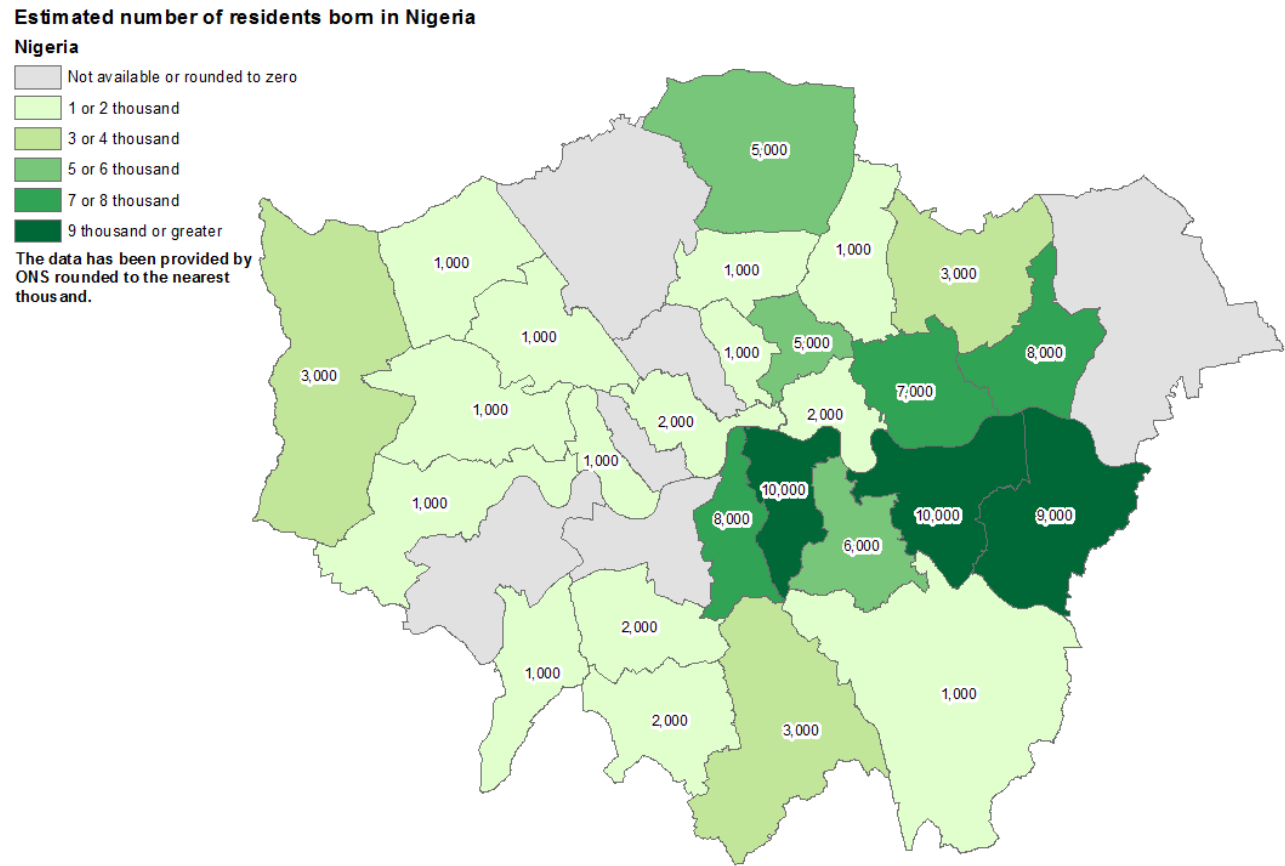 Estimated number of residents born in Nigeria
Nigeria
Not available or rounded to zero
1 or 2 thousand
3 or 4 thousand
5 or 6 thousand
7 or 8 thousand
9 thousand or greater
The data has been provided by
ONS rounded to the nearest
thousand.
5,000
1,000
1,000
1,000
3,000
1,000
5,000
1,000
8,000
3,000
7,000
1,000
2,000
2,000
1,000
10,000
1,000
8,000
10,000
9,000
6,000
2,000
1,000
1,000
2,000
3,000